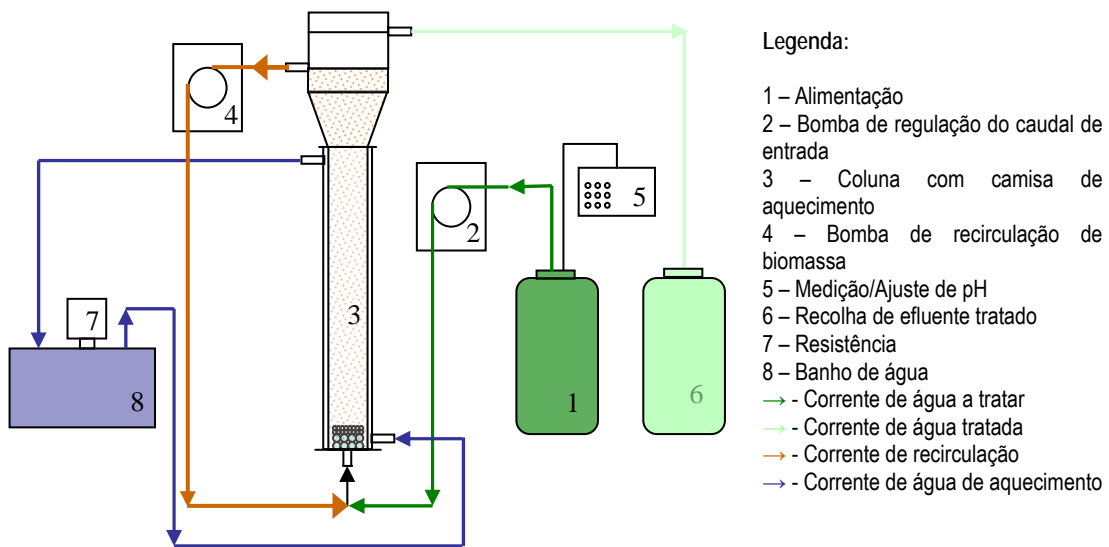 Legenda:
1 – Alimentação
2 – Bomba de regulação do caudal de
entrada
3 – Coluna com camisa de
aquecimento
4 – Bomba de recirculação de
biomassa
5 – Medição/Ajuste de pH
6 – Recolha de efluente tratado
7 – Resistência
8 – Banho de água
→ - Corrente de água a tratar
→ - Corrente de água tratada
→ - Corrente de recirculação
→ - Corrente de água de aquecimento
4
2
5
3
7
8
1
6